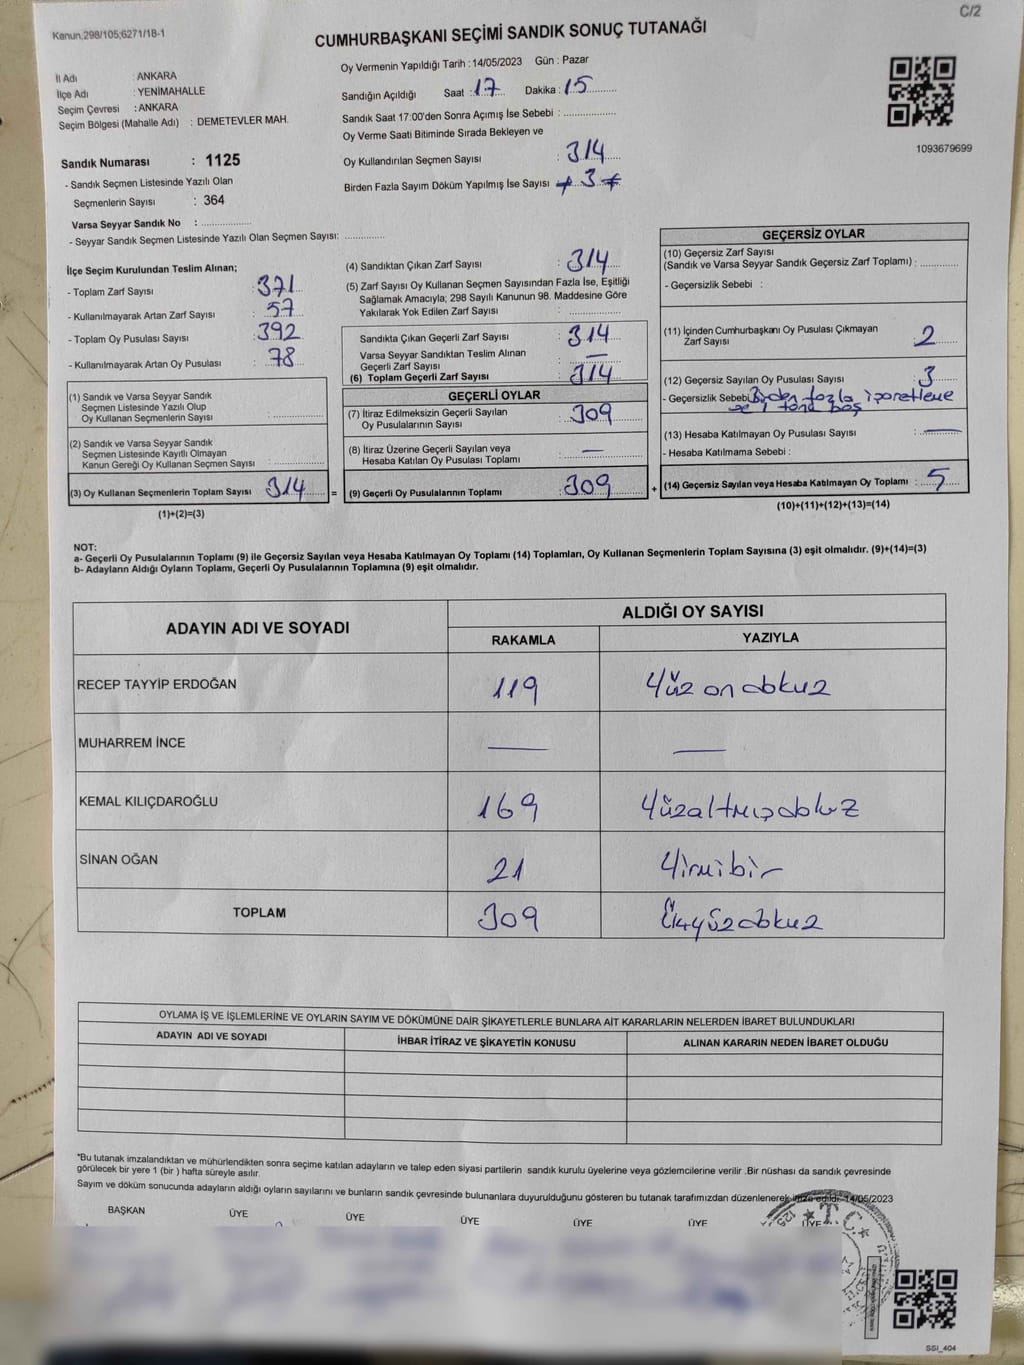 C/2
Kanun,298/105;6271/18-1
CUMHURBAŞKANI SEÇİMİ SANDIK SONUÇ TUTANAĞI
İl Adı : ANKARA
İlçe Adı : YENİMAHALLE
Seçim Çevresi : ANKARA
Seçim Bölgesi (Mahalle Adı) : DEMETEVLER MAH.
Oy Vermenin Yapıldığı Tarih :14/05/2023 Gün : Pazar
Sandığın Açıldığı Saat :17 Dakika :15
Sandık Saat 17:00'den Sonra Açımış İse Sebebi :
Oy Verme Saati Bitiminde Sırada Bekleyen ve
Oy Kullandırılan Seçmen Sayısı : 314
Birden Fazla Sayım Döküm Yapılmış İse Sayısı 3
1093679699
Sandık Numarası : 1125
- Sandık Seçmen Listesinde Yazılı Olan
Seçmenlerin Sayısı : 364
Varsa Seyyar Sandık No :
- Seyyar Sandık Seçmen Listesinde Yazılı Olan Seçmen Sayısı:
İlçe Seçim Kurulundan Teslim Alınan;
- Toplam Zarf Sayısı : 371
- Kullanılmayarak Artan Zarf Sayısı : 57
- Toplam Oy Pusulası Sayısı : 392
- Kullanılmayarak Artan Oy Pusulası : 78
(1) Sandık ve Varsa Seyyar Sandık
Seçmen Listesinde Yazılı Olup
Oy Kullanan Seçmenlerin Sayısı :
(2) Sandık ve Varsa Seyyar Sandık
Seçmen Listesinde Kayıtlı Olmayan
Kanun Gereği Oy Kullanan Seçmen Sayısı :
(3) Oy Kullanan Seçmenlerin Toplam Sayısı 314 =
(1)+(2)=(3)
(4) Sandıktan Çıkan Zarf Sayısı : 314
(5) Zarf Sayısı Oy Kullanan Seçmen Sayısından Fazla İse, Eşitliği
Sağlamak Amacıyla; 298 Sayılı Kanunun 98. Maddesine Göre
Yakılarak Yok Edilen Zarf Sayısı :
Sandıkta Çıkan Geçerli Zarf Sayısı : 314
Varsa Seyyar Sandıktan Teslim Alınan
Geçerli Zarf Sayısı : —
(6) Toplam Geçerli Zarf Sayısı : 314
GEÇERLİ OYLAR
(7) İtiraz Edilmeksizin Geçerli Sayılan
Oy Pusulalarının Sayısı : 309
(8) İtiraz Üzerine Geçerli Sayılan veya
Hesaba Katılan Oy Pusulası Toplamı : —
(9) Geçerli Oy Pusulalarının Toplamı : 309 +
GEÇERSİZ OYLAR
(10) Geçersiz Zarf Sayısı
(Sandık ve Varsa Seyyar Sandık Geçersiz Zarf Toplamı) :
- Geçersizlik Sebebi :
(11) İçinden Cumhurbaşkanı Oy Pusulası Çıkmayan
Zarf Sayısı : 2
(12) Geçersiz Sayılan Oy Pusulası Sayısı : 3
- Geçersizlik Sebebi Birden fazla işaretleme
ve 1 tane boş
(13) Hesaba Katılmayan Oy Pusulası Sayısı : —
- Hesaba Katılmama Sebebi :
(14) Geçersiz Sayılan veya Hesaba Katılmayan Oy Toplamı : 5
(10)+(11)+(12)+(13)=(14)
NOT:
a- Geçerli Oy Pusulalarının Toplamı (9) ile Geçersiz Sayılan veya Hesaba Katılmayan Oy Toplamı (14) Toplamları, Oy Kullanan Seçmenlerin Toplam Sayısına (3) eşit olmalıdır. (9)+(14)=(3)
b- Adayların Aldığı Oyların Toplamı, Geçerli Oy Pusulalarının Toplamına (9) eşit olmalıdır.
ADAYIN ADI VE SOYADI
ALDIĞI OY SAYISI
RAKAMLA YAZIYLA
RECEP TAYYİP ERDOĞAN 119 Yüz on dokuz
MUHARREM İNCE — —
KEMAL KILIÇDAROĞLU 169 Yüzaltmışdokuz
SİNAN OĞAN 21 Yirmibir
TOPLAM 309 Üçyüzdokuz
OYLAMA İŞ VE İŞLEMLERİNE VE OYLARIN SAYIM VE DÖKÜMÜNE DAİR ŞİKAYETLERLE BUNLARA AİT KARARLARIN NELERDEN İBARET BULUNDUKLARI
ADAYIN ADI VE SOYADI İHBAR İTİRAZ VE ŞİKAYETİN KONUSU ALINAN KARARIN NEDEN İBARET OLDUĞU
*Bu tutanak imzalandıktan ve mühürlendikten sonra seçime katılan adayların ve talep eden siyasi partilerin sandık kurulu üyelerine veya gözlemcilerine verilir .Bir nüshası da sandık çevresinde
görülecek bir yere 1 (bir ) hafta süreyle asılır.
Sayım ve döküm sonucunda adayların aldığı oyların sayılarını ve bunların sandık çevresinde bulunanlara duyurulduğunu gösteren bu tutanak tarafımızdan düzenlenerek imza edildi. 14/05/2023
BAŞKAN ÜYE ÜYE ÜYE ÜYE ÜYE ÜYE
T.C.
SSI_404